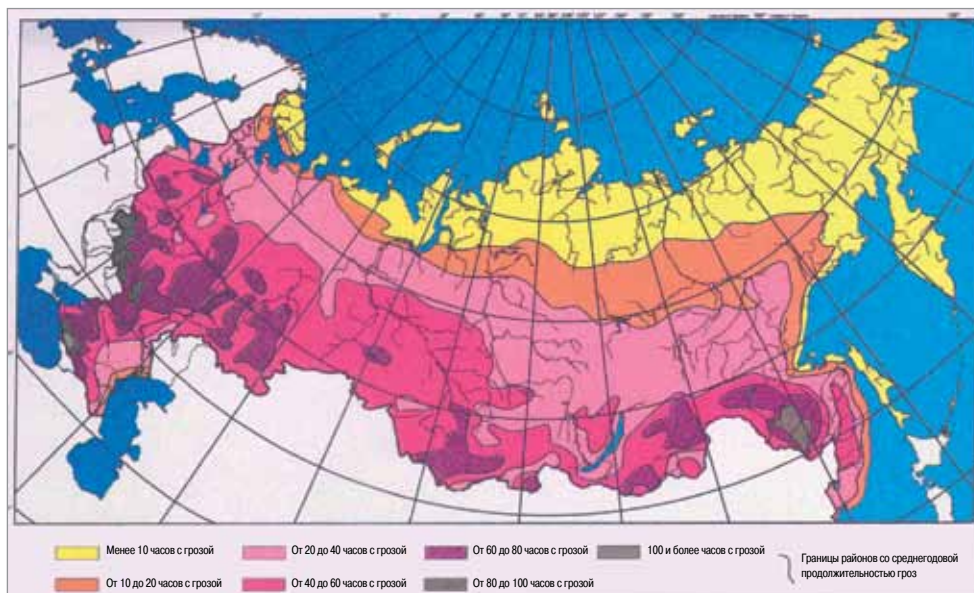 Менее 10 часов с грозой
От 20 до 40 часов с грозой
От 60 до 80 часов с грозой
100 и более часов с грозой
Границы районов со среднегодовой
продолжительностью гроз
От 10 до 20 часов с грозой
От 40 до 60 часов с грозой
От 80 до 100 часов с грозой